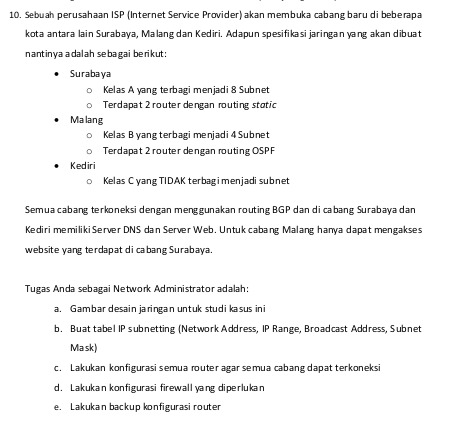 10. Sebuah perusahaan ISP (Internet Service Provider) akan membuka cabang baru di beberapa
kota antara lain Surabaya, Malang dan Kediri. Adapun spesifikasi jaringan yang akan dibuat
nantinya adalah sebagai berikut:
• Surabaya
o Kelas A yang terbagi menjadi 8 Subnet
o Terdapat 2 router dengan routing static
• Malang
o Kelas B yang terbagi menjadi 4 Subnet
o Terdapat 2 router dengan routing OSPF
• Kediri
o Kelas C yang TIDAK terbagi menjadi subnet
Semua cabang terkoneksi dengan menggunakan routing BGP dan di cabang Surabaya dan
Kediri memiliki Server DNS dan Server Web. Untuk cabang Malang hanya dapat mengakses
website yang terdapat di cabang Surabaya.
Tugas Anda sebagai Network Administrator adalah:
a. Gambar desain jaringan untuk studi kasus ini
b. Buat tabel IP subnetting (Network Address, IP Range, Broadcast Address, Subnet
Mask)
c. Lakukan konfigurasi semua router agar semua cabang dapat terkoneksi
d. Lakukan konfigurasi firewall yang diperlukan
e. Lakukan backup konfigurasi router